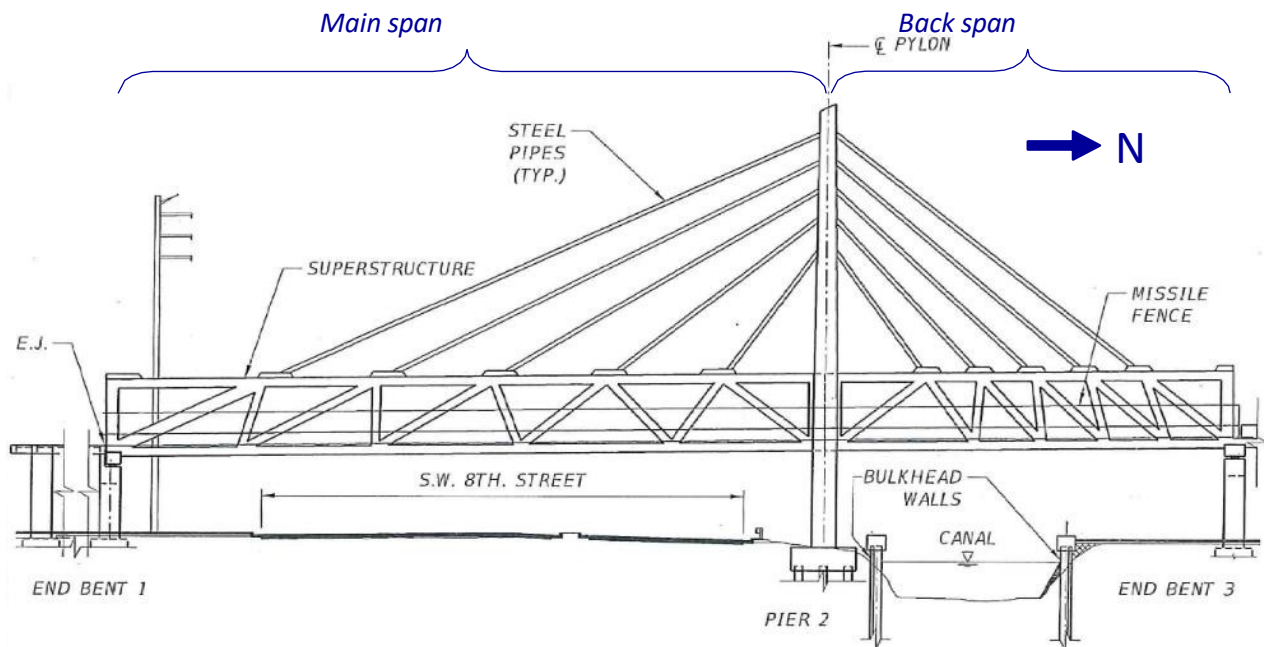 Main span
Back span
℄ PYLON
STEEL
PIPES
(TYP.)
N
SUPERSTRUCTURE
MISSILE
FENCE
E.J.
S.W. 8TH. STREET
BULKHEAD
WALLS
CANAL
END BENT 1
END BENT 3
PIER 2